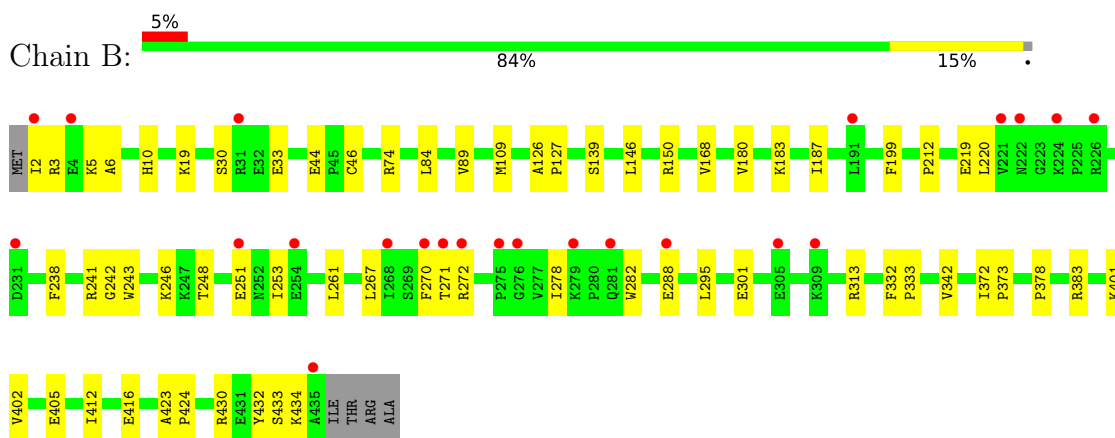 5%
Chain B:
84% 15% •
MET I2 R3 E4 K5 A6 H10 K19 S30 R31 E32 E33 E44 P45 C46 R74 L84 V89 M109 A126 P127 S139 L146 R150 V168 V180 K183 I187 L191 F199 P212 E219 L220 V221 N222 G223 K224 P225 R226
D231 F238 R241 G242 W243 K246 K247 T248 E251 N252 I253 E254 L261 L267 I268 S269 F270 T271 R272 P275 G276 V277 I278 K279 P280 Q281 W282 E288 L295 E301 E305 K309 R313 F332 P333 V342 I372 P373 P378 R383 K401
V402 E405 I412 E416 A423 P424 R430 E431 Y432 S433 K434 A435 ILE THR ARG ALA